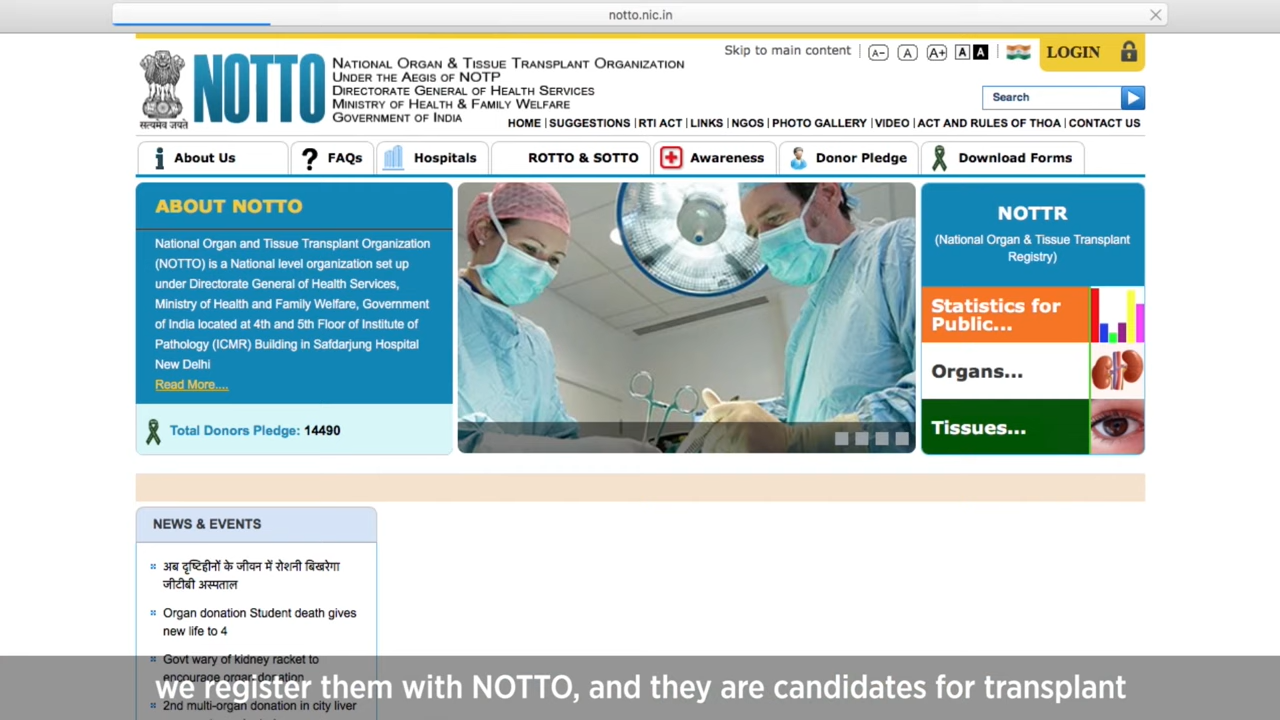 notto.nic.in
Skip to main content | A- A A+ A A |
LOGIN
सत्यमेव जयते
NOTTO
NATIONAL ORGAN & TISSUE TRANSPLANT ORGANIZATION
UNDER THE AEGIS OF NOTP
DIRECTORATE GENERAL OF HEALTH SERVICES
MINISTRY OF HEALTH & FAMILY WELFARE
GOVERNMENT OF INDIA
Search
HOME | SUGGESTIONS | RTI ACT | LINKS | NGOS | PHOTO GALLERY | VIDEO | ACT AND RULES OF THOA | CONTACT US
About Us
? FAQs
Hospitals
ROTTO & SOTTO
Awareness
Donor Pledge
Download Forms
ABOUT NOTTO
National Organ and Tissue Transplant Organization
(NOTTO) is a National level organization set up
under Directorate General of Health Services,
Ministry of Health and Family Welfare, Government
of India located at 4th and 5th Floor of Institute of
Pathology (ICMR) Building in Safdarjung Hospital
New Delhi
Read More....
Total Donors Pledge: 14490
NOTTR
(National Organ & Tissue Transplant
Registry)
Statistics for
Public...
Organs...
Tissues...
NEWS & EVENTS
अब दृष्टिहीनों के जीवन में रोशनी बिखरेगा
जीटीबी अस्पताल
Organ donation Student death gives
new life to 4
Govt wary of kidney racket to
encourage organ donation
2nd multi-organ donation in city liver
we register them with NOTTO, and they are candidates for transplant